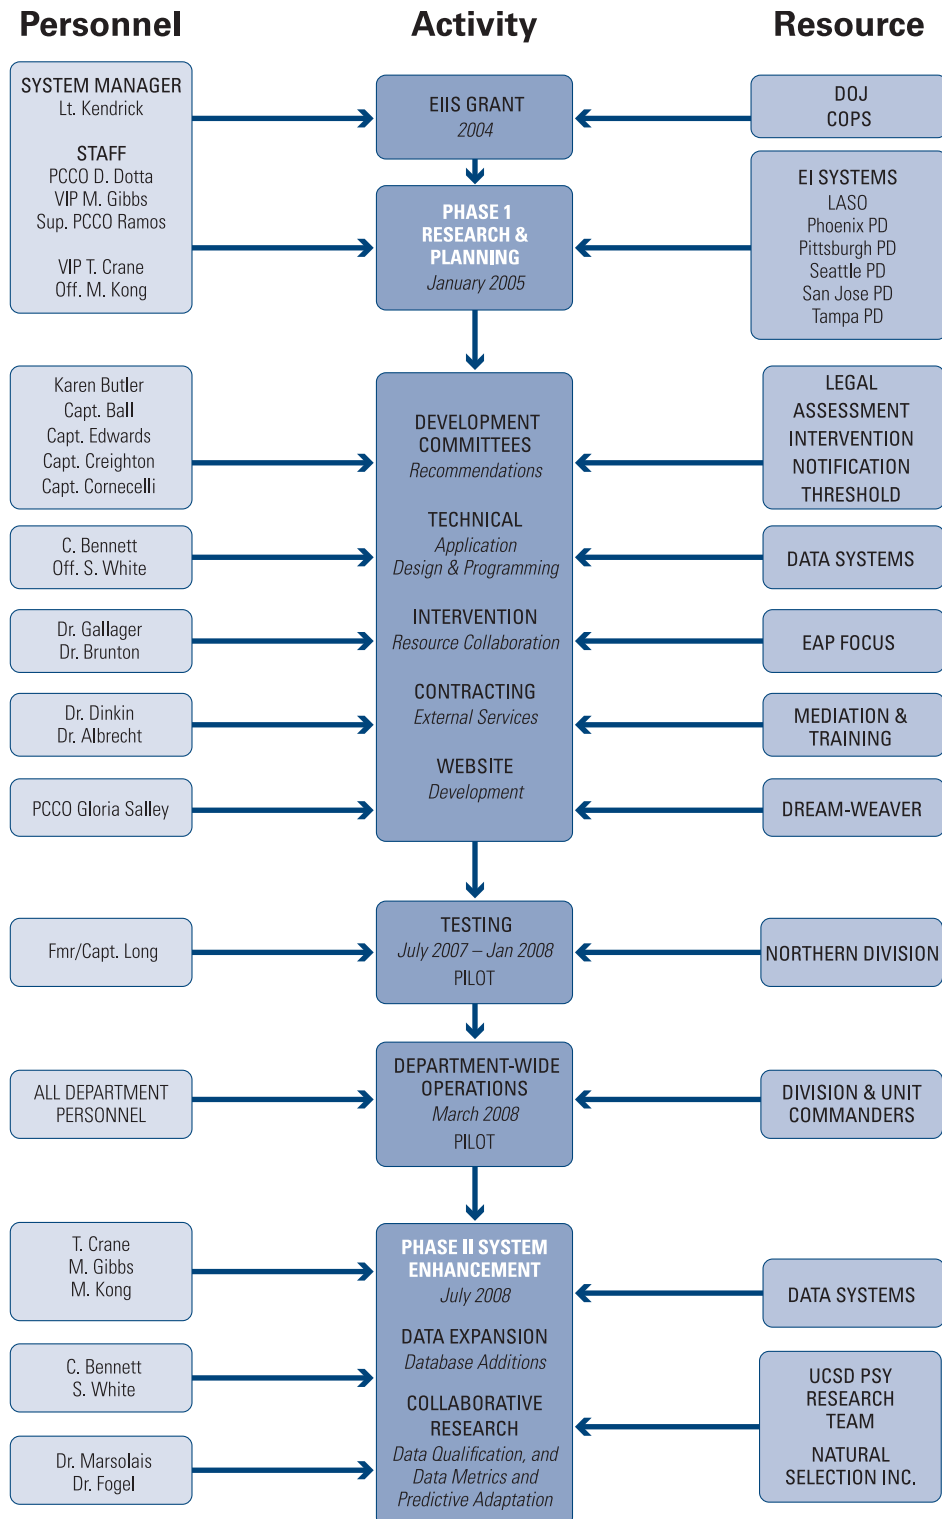 Personnel
Activity
Resource
SYSTEM MANAGER
Lt. Kendrick
STAFF
PCCO D. Dotta
VIP M. Gibbs
Sup. PCCO Ramos
VIP T. Crane
Off. M. Kong
EIIS GRANT
2004
DOJ
COPS
PHASE 1
RESEARCH &
PLANNING
January 2005
EI SYSTEMS
LASO
Phoenix PD
Pittsburgh PD
Seattle PD
San Jose PD
Tampa PD
Karen Butler
Capt. Ball
Capt. Edwards
Capt. Creighton
Capt. Cornecelli
DEVELOPMENT
COMMITTEES
Recommendations
LEGAL
ASSESSMENT
INTERVENTION
NOTIFICATION
THRESHOLD
C. Bennett
Off. S. White
TECHNICAL
Application
Design & Programming
DATA SYSTEMS
Dr. Gallager
Dr. Brunton
INTERVENTION
Resource Collaboration
EAP FOCUS
Dr. Dinkin
Dr. Albrecht
CONTRACTING
External Services
MEDIATION &
TRAINING
PCCO Gloria Salley
WEBSITE
Development
DREAM-WEAVER
Fmr/Capt. Long
TESTING
July 2007 – Jan 2008
PILOT
NORTHERN DIVISION
ALL DEPARTMENT
PERSONNEL
DEPARTMENT-WIDE
OPERATIONS
March 2008
PILOT
DIVISION & UNIT
COMMANDERS
T. Crane
M. Gibbs
M. Kong
PHASE II SYSTEM
ENHANCEMENT
July 2008
DATA SYSTEMS
C. Bennett
S. White
DATA EXPANSION
Database Additions
Dr. Marsolais
Dr. Fogel
COLLABORATIVE
RESEARCH
Data Qualification, and
Data Metrics and
Predictive Adaptation
UCSD PSY
RESEARCH
TEAM
NATURAL
SELECTION INC.